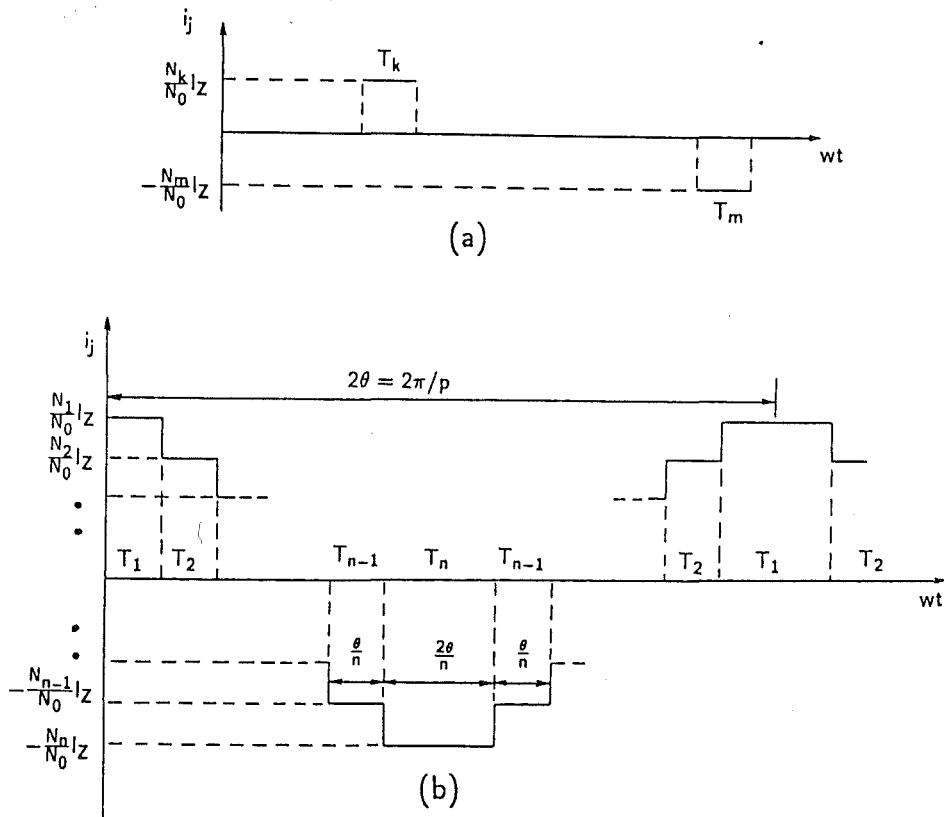 i_j
T_k
N_k/N_0 I_Z
wt
-N_m/N_0 I_Z
T_m
(a)
i_j
2θ = 2π/p
N_1/N_0 I_Z
N_2/N_0 I_Z
T_1 T_2 T_{n-1} T_n T_{n-1} T_2 T_1 T_2
wt
θ/n 2θ/n θ/n
-N_{n-1}/N_0 I_Z
-N_n/N_0 I_Z
(b)